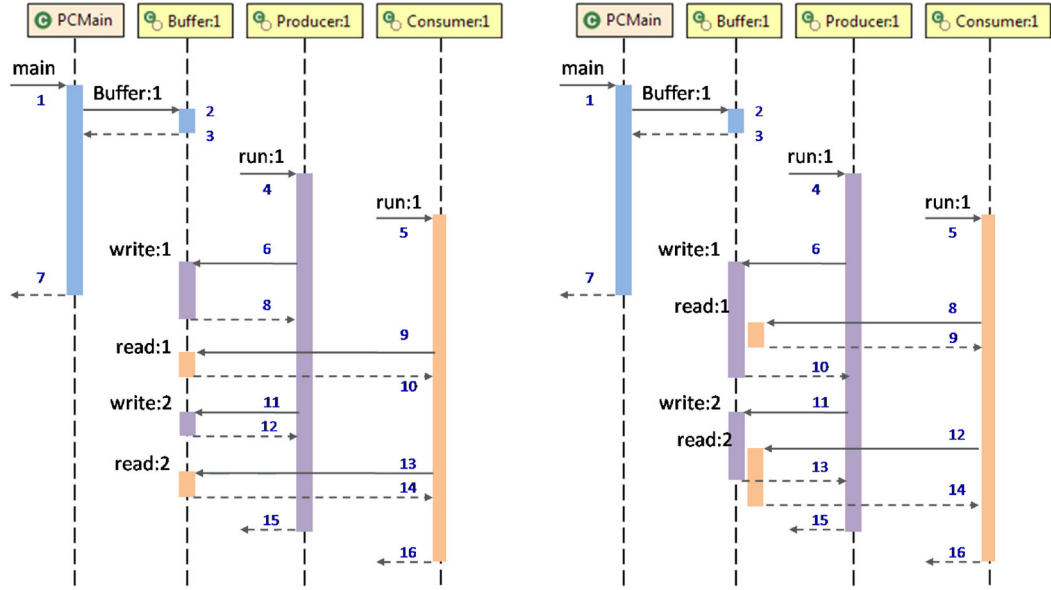 PCMain Buffer:1 Producer:1 Consumer:1
main
1
Buffer:1
2
3
run:1
4
run:1
5
write:1 6
7
8
read:1 9
10
write:2 11
12
read:2 13
14
15
16
PCMain Buffer:1 Producer:1 Consumer:1
main
1
Buffer:1
2
3
run:1
4
run:1
5
write:1 6
7
read:1 8
9
10
write:2 11
read:2 12
13
14
15
16